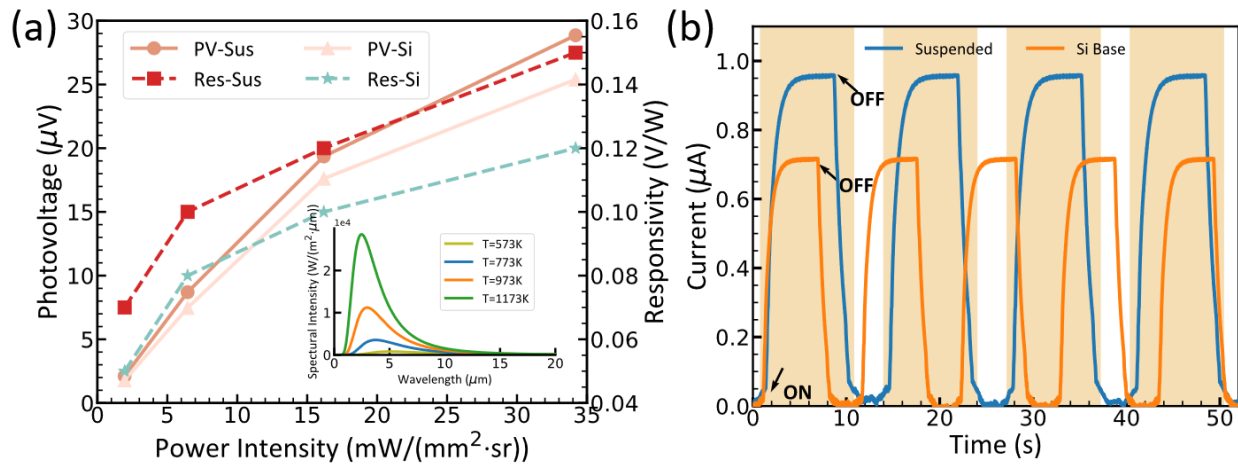 (a)
30
25
20
15
10
5
0
Photovoltage (μV)
PV-Sus
PV-Si
Res-Sus
Res-Si
0.16
0.14
0.12
0.10
0.08
0.06
0.04
Responsivity (V/W)
1e4
2
1
0
Spectural Intensity (W/(m²·μm))
T=573K
T=773K
T=973K
T=1173K
0 5 10 15 20
Wavelength (μm)
0 5 10 15 20 25 30 35
Power Intensity (mW/(mm²·sr))
(b)
Suspended
Si Base
1.0
0.8
0.6
0.4
0.2
0.0
Current (μA)
OFF
OFF
ON
0 10 20 30 40 50
Time (s)